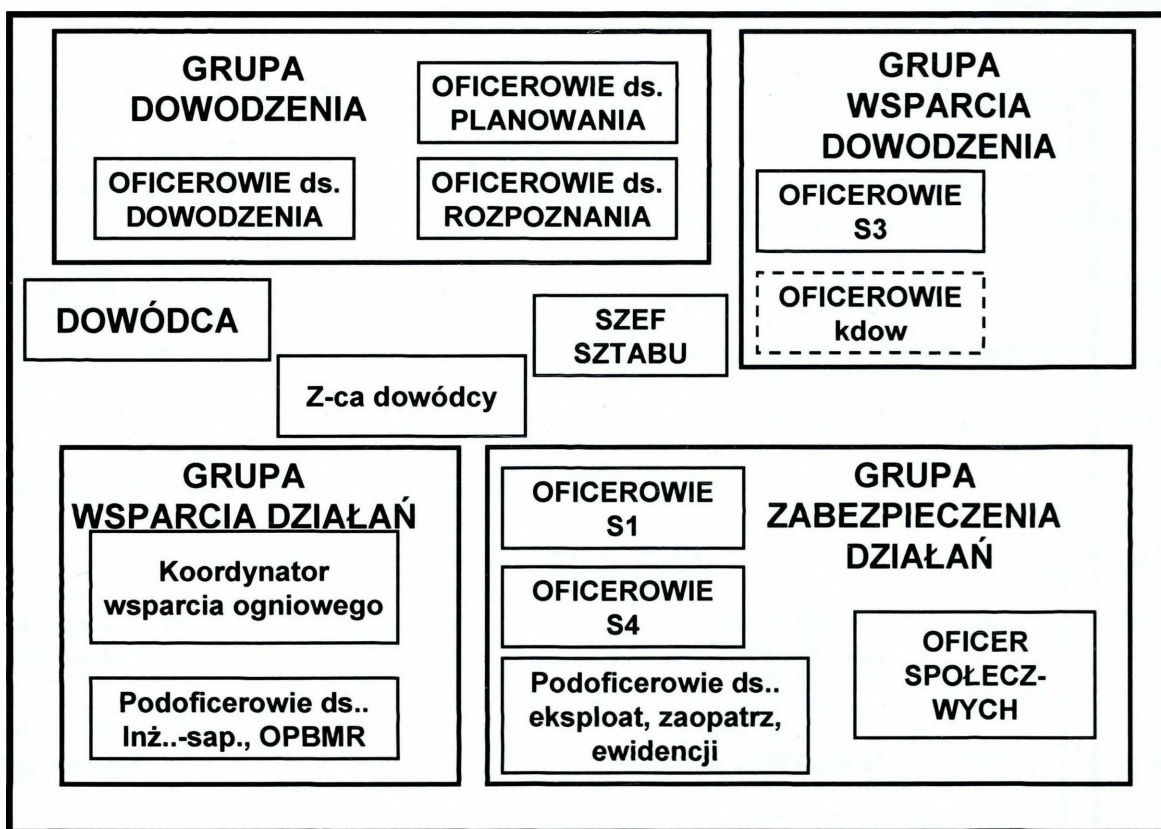 GRUPA
DOWODZENIA
OFICEROWIE ds.
PLANOWANIA
OFICEROWIE ds.
DOWODZENIA
OFICEROWIE ds.
ROZPOZNANIA
GRUPA
WSPARCIA
DOWODZENIA
OFICEROWIE
S3
OFICEROWIE
kdow
DOWÓDCA
Z-ca dowódcy
SZEF
SZTABU
GRUPA
WSPARCIA DZIAŁAŃ
Koordynator
wsparcia ogniowego
Podoficerowie ds..
Inż..-sap., OPBMR
OFICEROWIE
S1
GRUPA
ZABEZPIECZENIA
DZIAŁAŃ
OFICEROWIE
S4
Podoficerowie ds..
eksploat, zaopatrz,
ewidencji
OFICER
SPOŁECZ-
WYCH